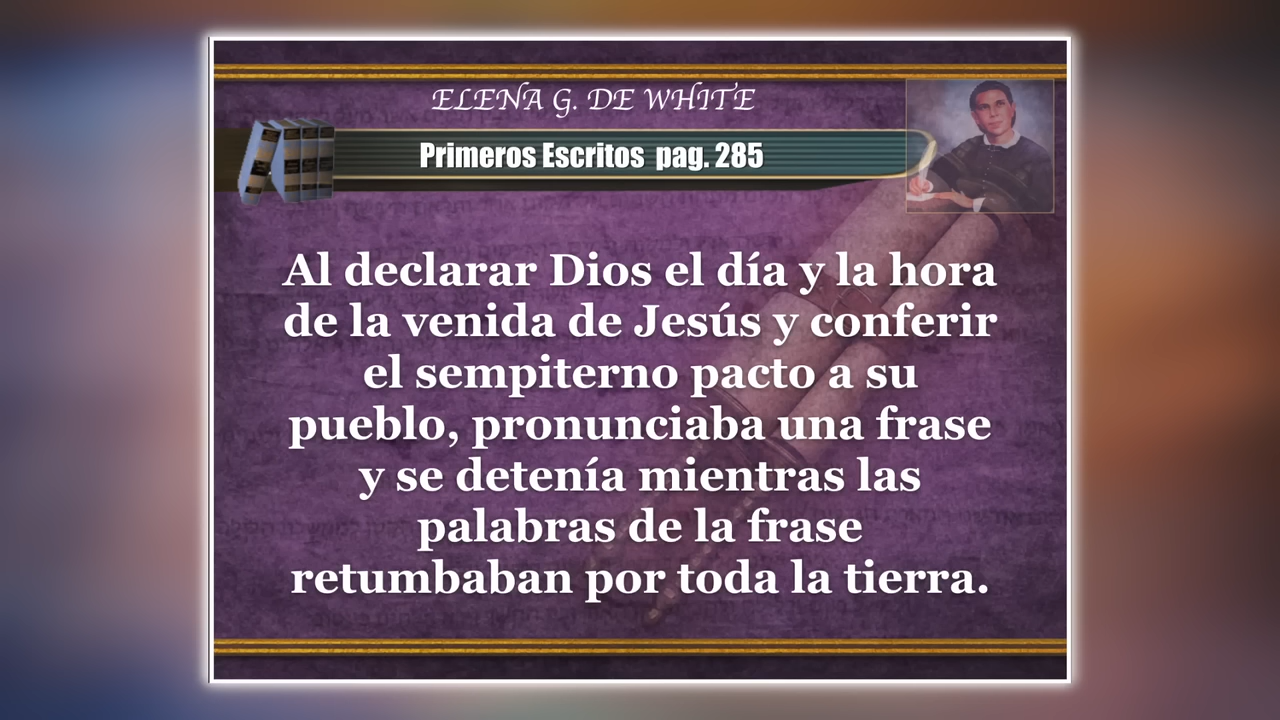 ELENA G. DE WHITE
Primeros Escritos pag. 285
Al declarar Dios el día y la hora
de la venida de Jesús y conferir
el sempiterno pacto a su
pueblo, pronunciaba una frase
y se detenía mientras las
palabras de la frase
retumbaban por toda la tierra.